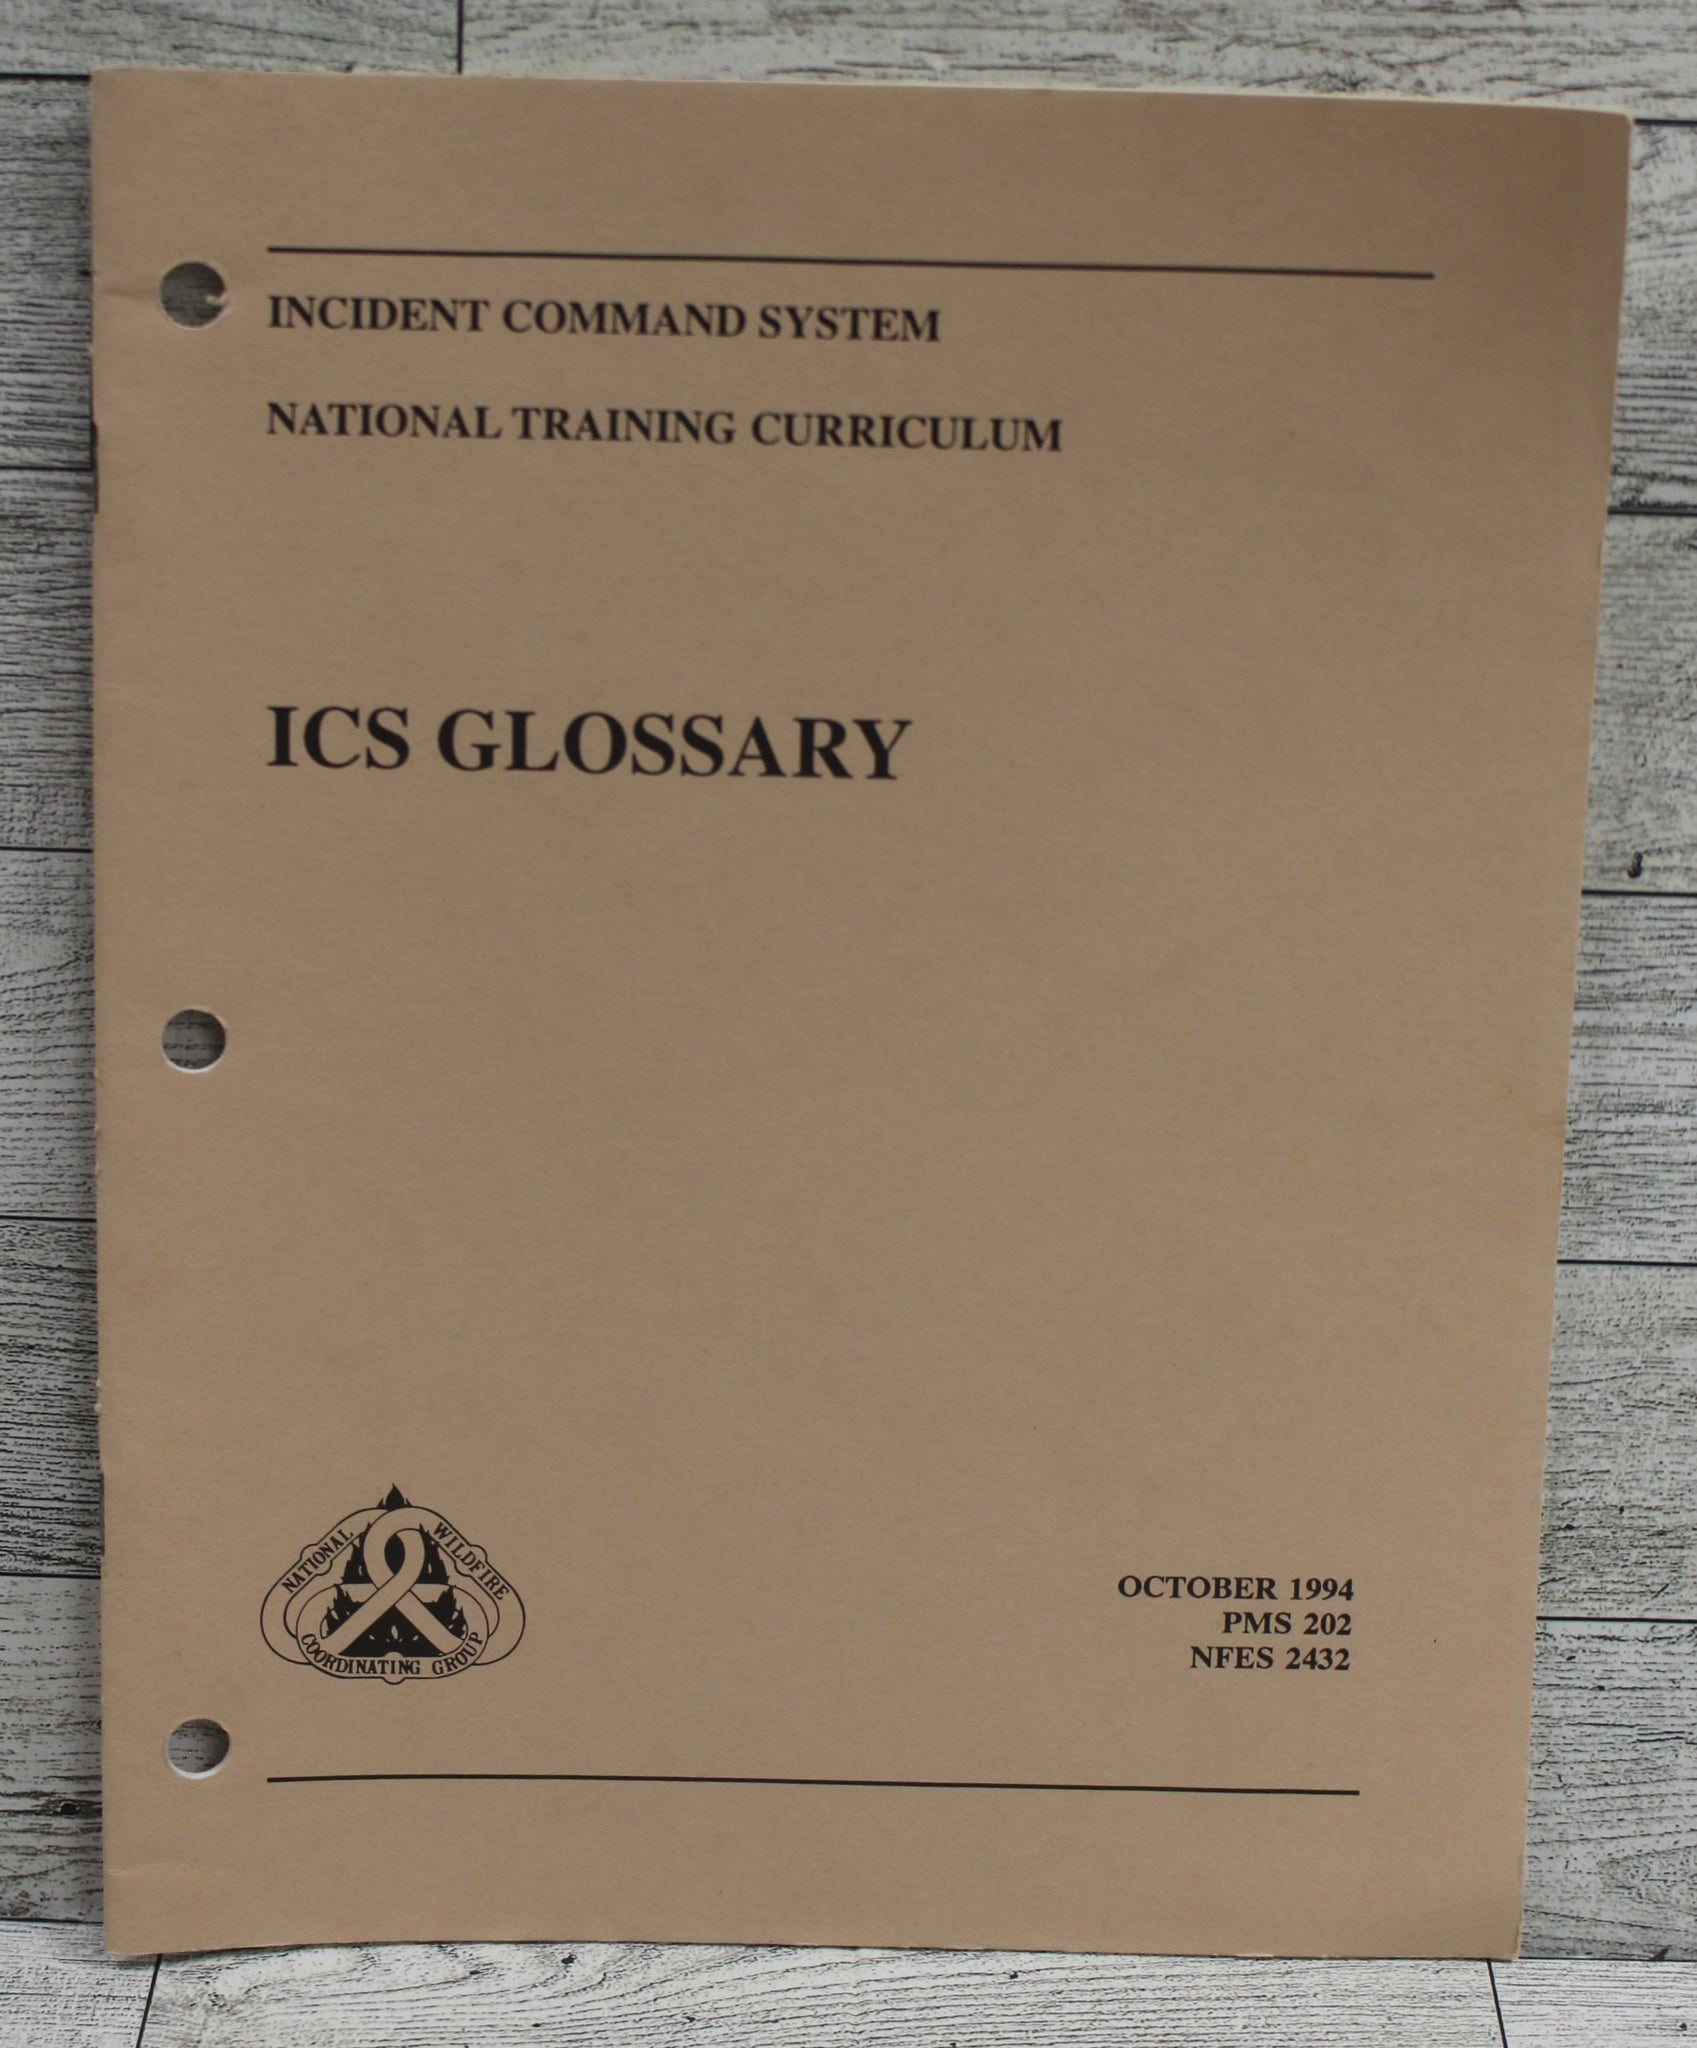 INCIDENT COMMAND SYSTEM
NATIONAL TRAINING CURRICULUM
ICS GLOSSARY
NATIONAL WILDFIRE
COORDINATING GROUP
OCTOBER 1994
PMS 202
NFES 2432